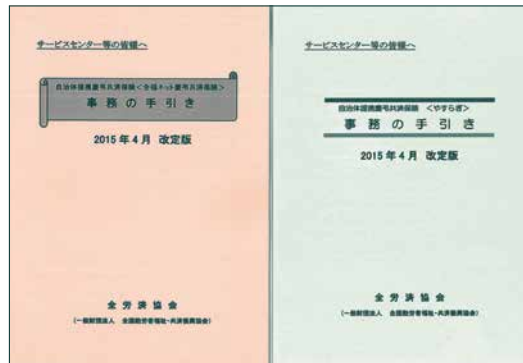 サービスセンター等の皆様へ
自治体提携慶弔共済保険<全福ネット慶弔共済保険>
事務の手引き
2015年4月 改定版
全労済協会
(一般財団法人 全国勤労者福祉・共済振興協会)
サービスセンター等の皆様へ
自治体提携慶弔共済保険 <やすらぎ>
事務の手引き
2015年4月 改定版
全労済協会
(一般財団法人 全国勤労者福祉・共済振興協会)